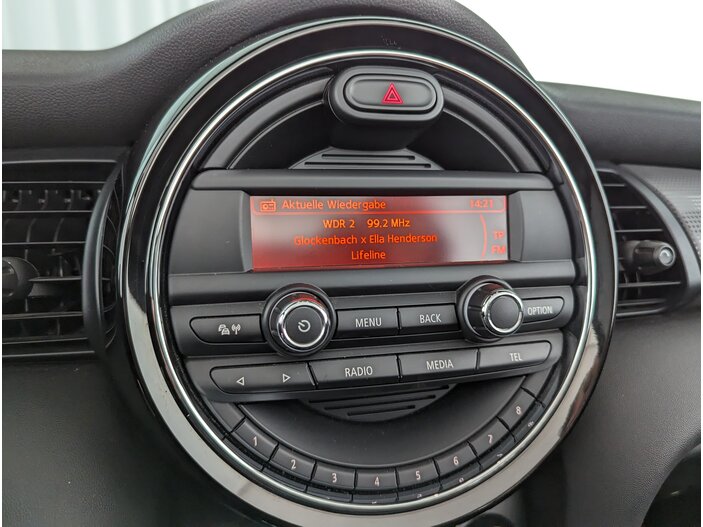 Aktuelle Wiedergabe 14:21
WDR 2 99.2 MHz
Glockenbach x Ella Henderson TP
Lifeline FM
MENU BACK OPTION
RADIO MEDIA TEL
1 2 3 4 5 6 7 8